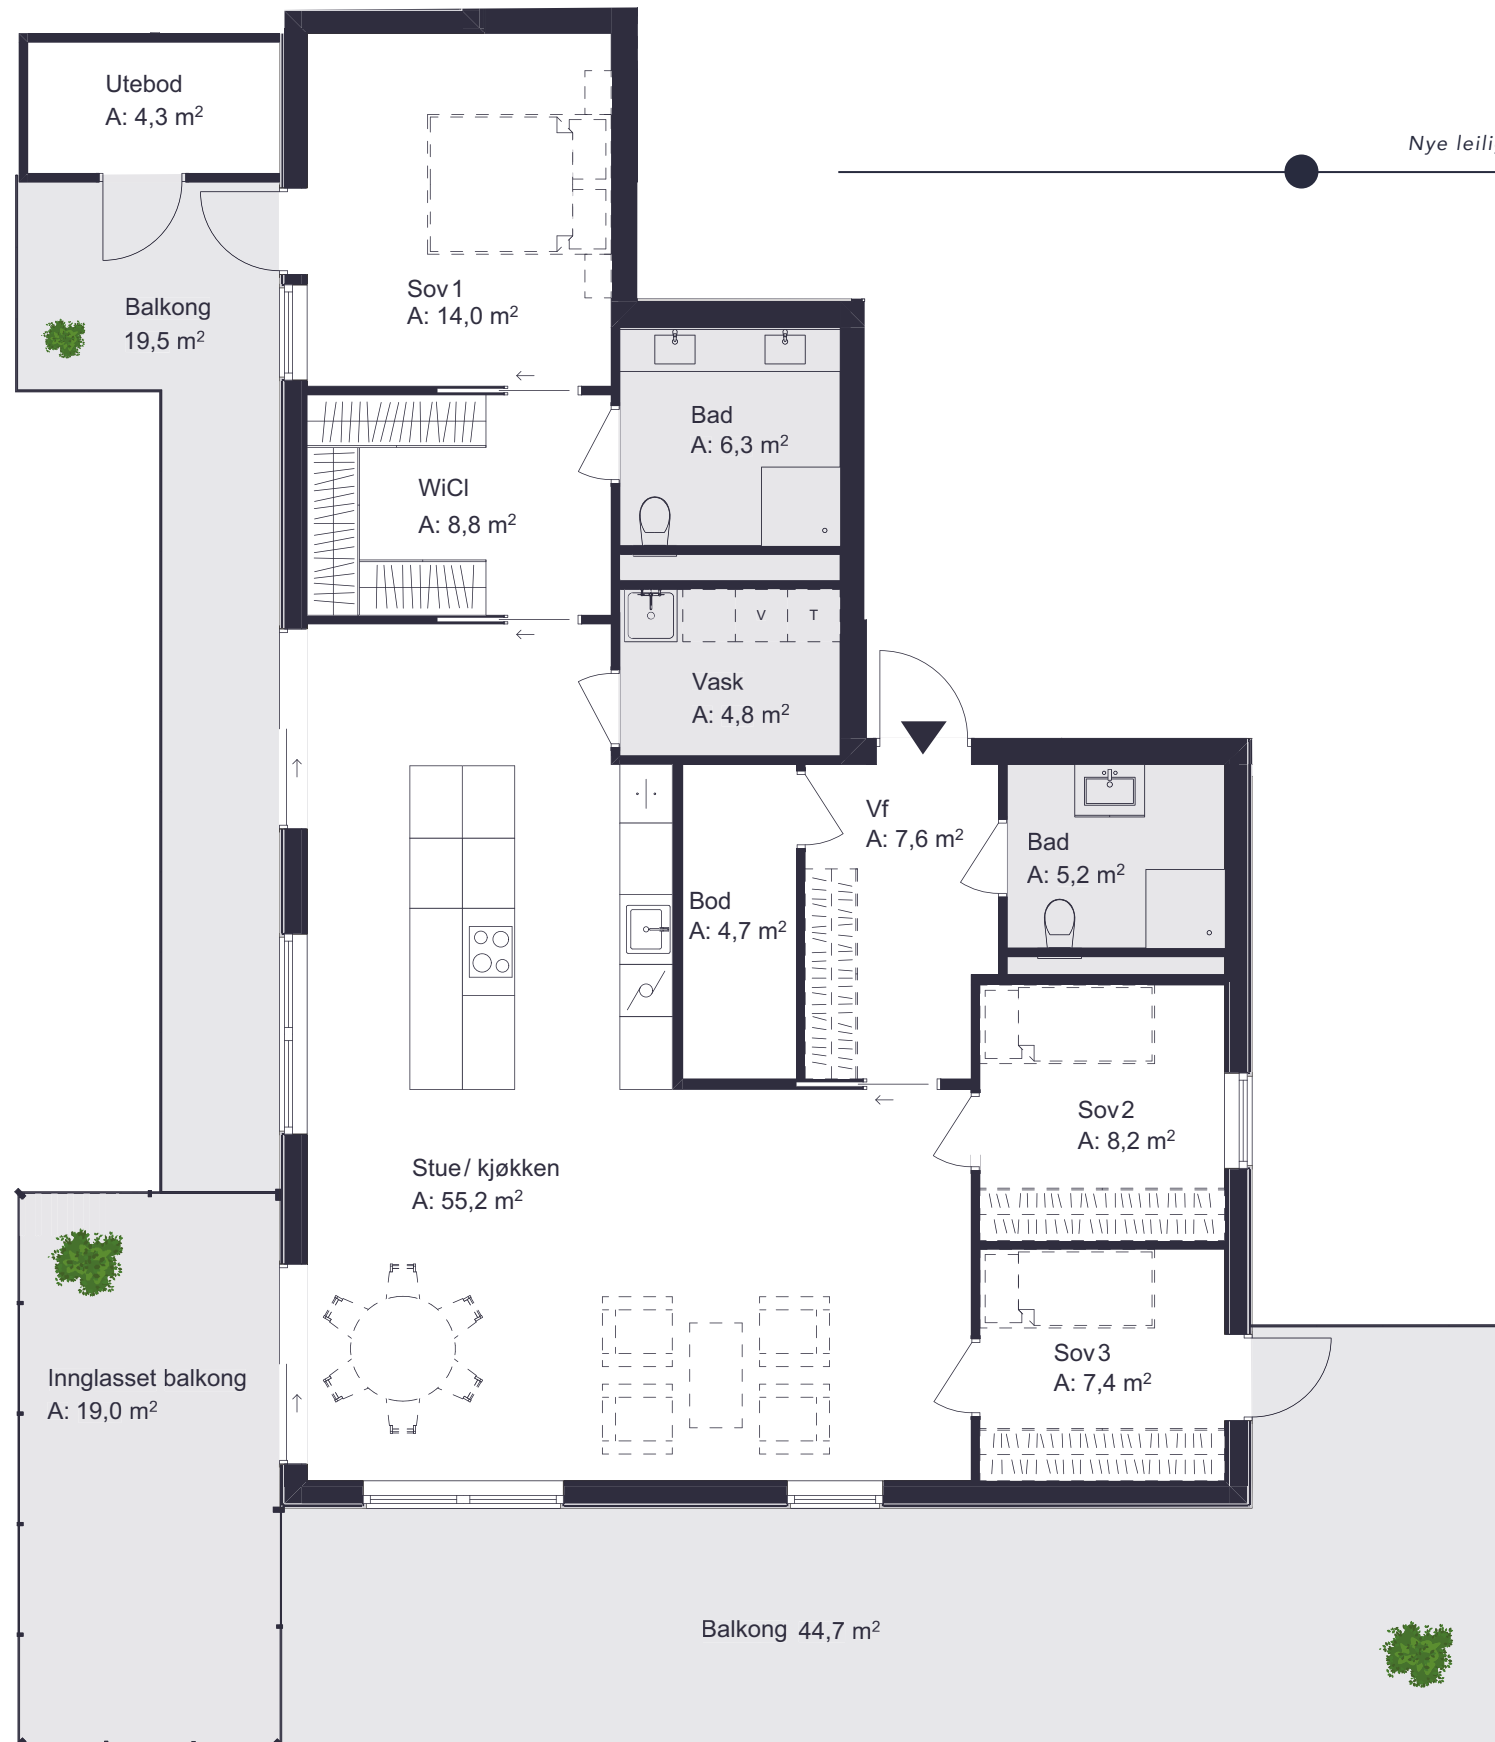 Utebod
A: 4,3 m²
Nye leili
Balkong
19,5 m²
Sov 1
A: 14,0 m²
Bad
A: 6,3 m²
WiCl
A: 8,8 m²
V T
Vask
A: 4,8 m²
Vf
A: 7,6 m²
Bad
A: 5,2 m²
Bod
A: 4,7 m²
Sov 2
A: 8,2 m²
Stue / kjøkken
A: 55,2 m²
Sov 3
A: 7,4 m²
Innglasset balkong
A: 19,0 m²
Balkong 44,7 m²